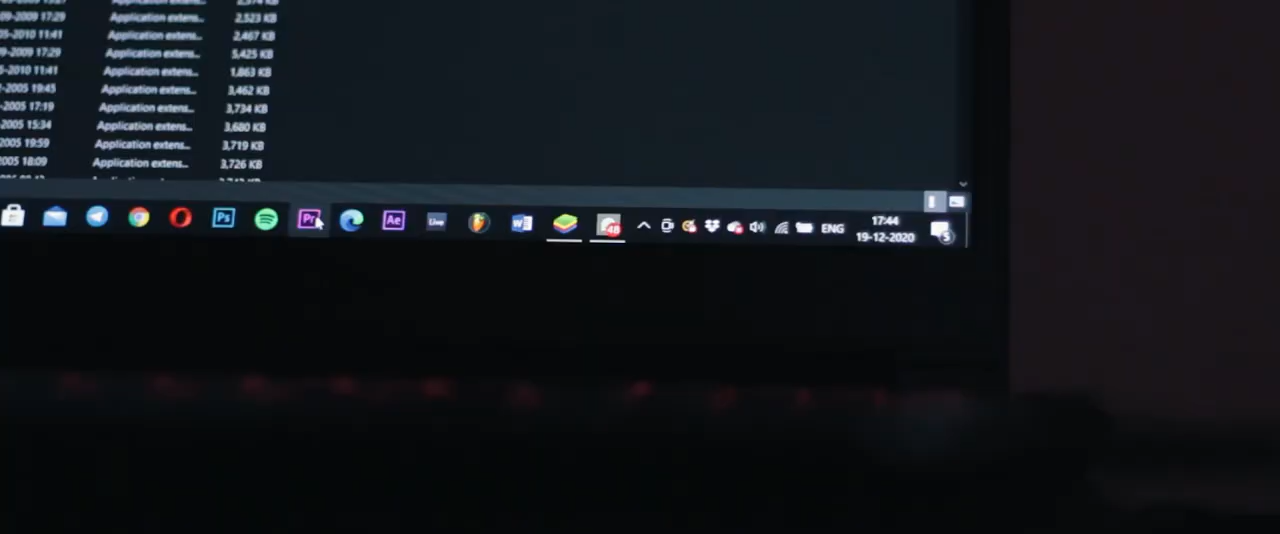 09-2009 17:29 Application extens... 2,523 KB
05-2010 11:41 Application extens... 2,467 KB
09-2009 17:29 Application extens... 5,425 KB
5-2010 11:41 Application extens... 1,863 KB
-2005 19:45 Application extens... 3,462 KB
-2005 17:19 Application extens... 3,734 KB
-2005 15:34 Application extens... 3,680 KB
2005 19:59 Application extens... 3,719 KB
2005 18:09 Application extens... 3,726 KB
Ps Pr Ae Live W 48 ENG 17:44
19-12-2020 5